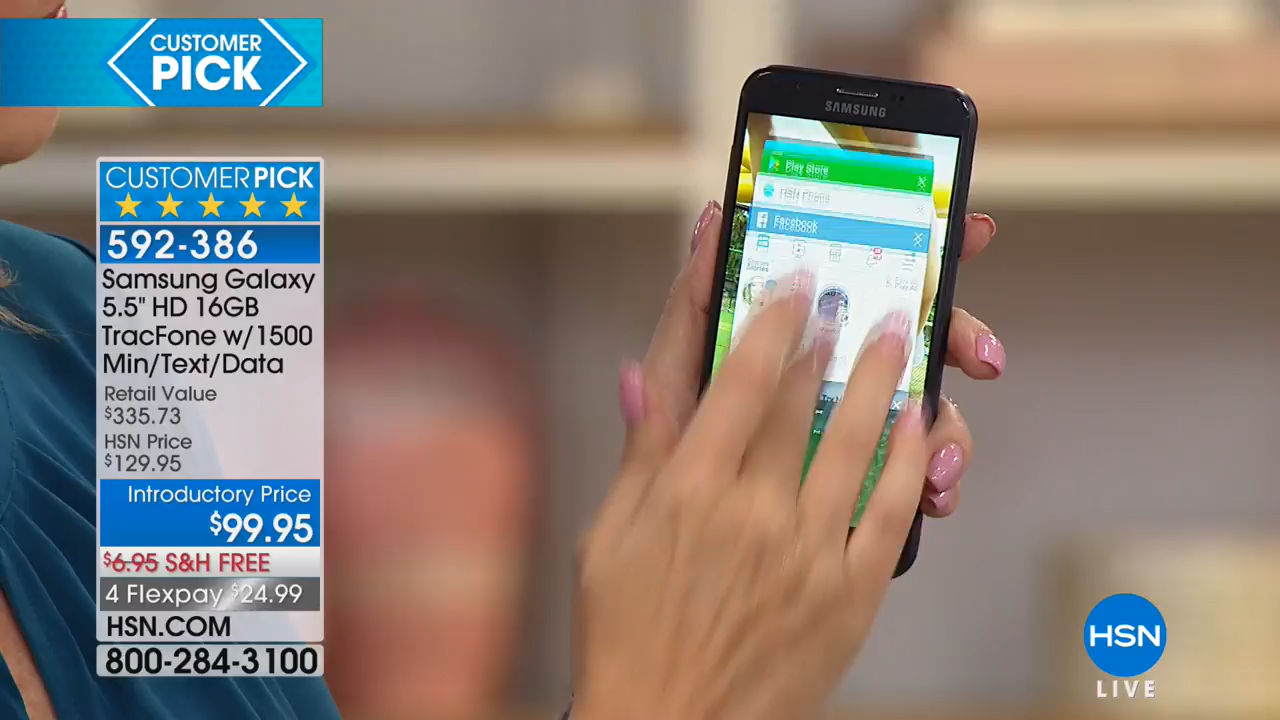 CUSTOMER
PICK
CUSTOMER PICK
592-386
Samsung Galaxy
5.5" HD 16GB
TracFone w/1500
Min/Text/Data
Retail Value
$335.73
HSN Price
$129.95
Introductory Price
$99.95
$6.95 S&H FREE
4 Flexpay $24.99
HSN.COM
800-284-3100
SAMSUNG
Play Store
Facebook
HSN
LIVE